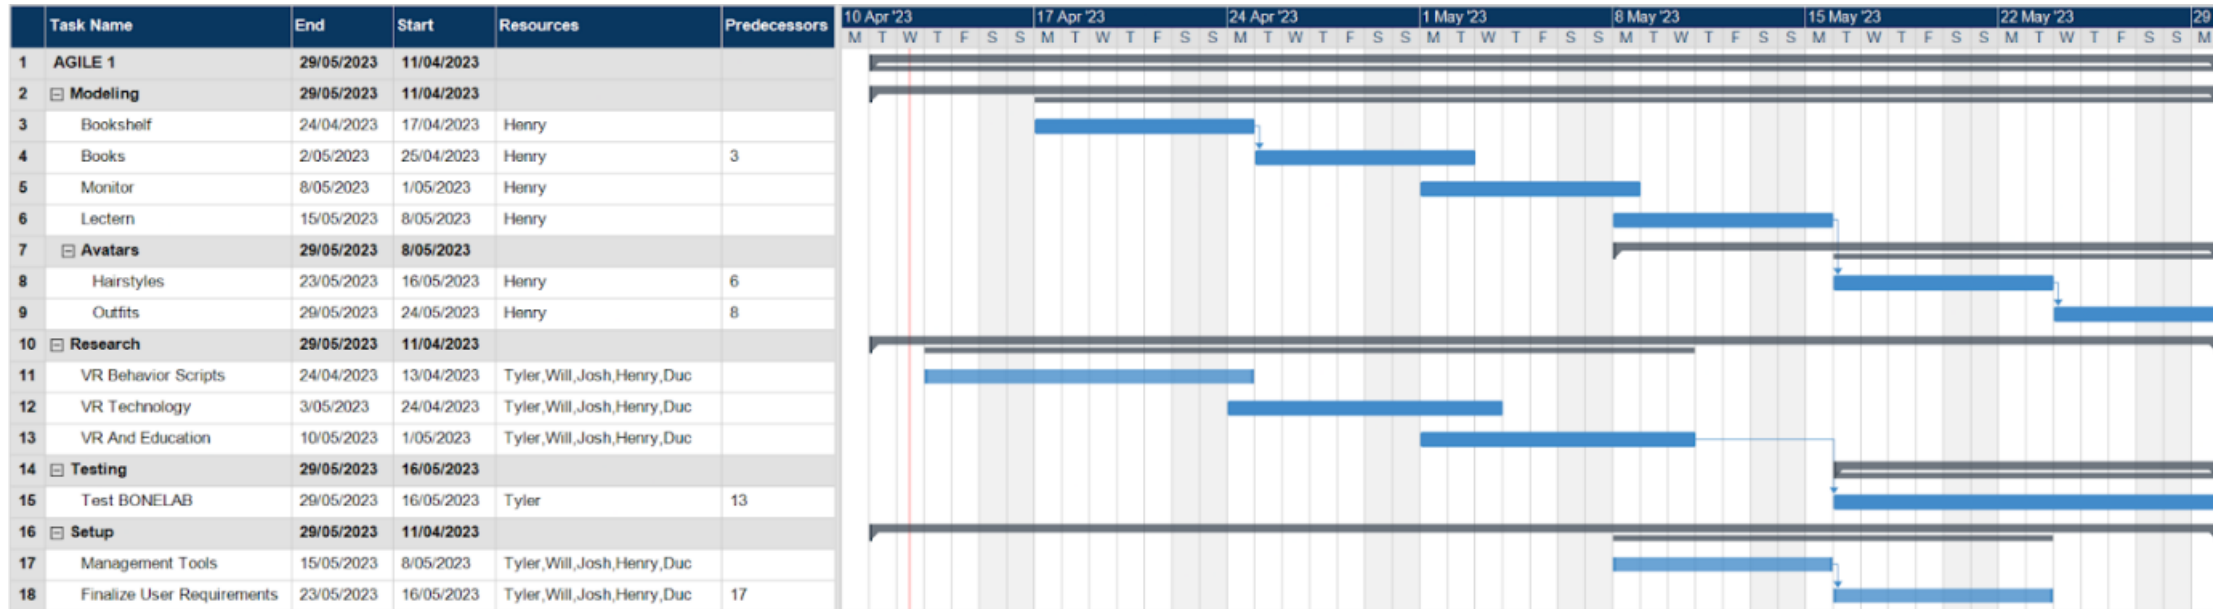 Task Name End Start Resources Predecessors 10 Apr '23 17 Apr '23 24 Apr '23 1 May '23 8 May '23 15 May '23 22 May '23 29
M T W T F S S M T W T F S S M T W T F S S M T W T F S S M T W T F S S M T W T F S S M T W T F S S M
1 AGILE 1 29/05/2023 11/04/2023
2 Modeling 29/05/2023 11/04/2023
3 Bookshelf 24/04/2023 17/04/2023 Henry
4 Books 2/05/2023 25/04/2023 Henry 3
5 Monitor 8/05/2023 1/05/2023 Henry
6 Lectern 15/05/2023 8/05/2023 Henry
7 Avatars 29/05/2023 8/05/2023
8 Hairstyles 23/05/2023 16/05/2023 Henry 6
9 Outfits 29/05/2023 24/05/2023 Henry 8
10 Research 29/05/2023 11/04/2023
11 VR Behavior Scripts 24/04/2023 13/04/2023 Tyler,Will,Josh,Henry,Duc
12 VR Technology 3/05/2023 24/04/2023 Tyler,Will,Josh,Henry,Duc
13 VR And Education 10/05/2023 1/05/2023 Tyler,Will,Josh,Henry,Duc
14 Testing 29/05/2023 16/05/2023
15 Test BONELAB 29/05/2023 16/05/2023 Tyler 13
16 Setup 29/05/2023 11/04/2023
17 Management Tools 15/05/2023 8/05/2023 Tyler,Will,Josh,Henry,Duc
18 Finalize User Requirements 23/05/2023 16/05/2023 Tyler,Will,Josh,Henry,Duc 17